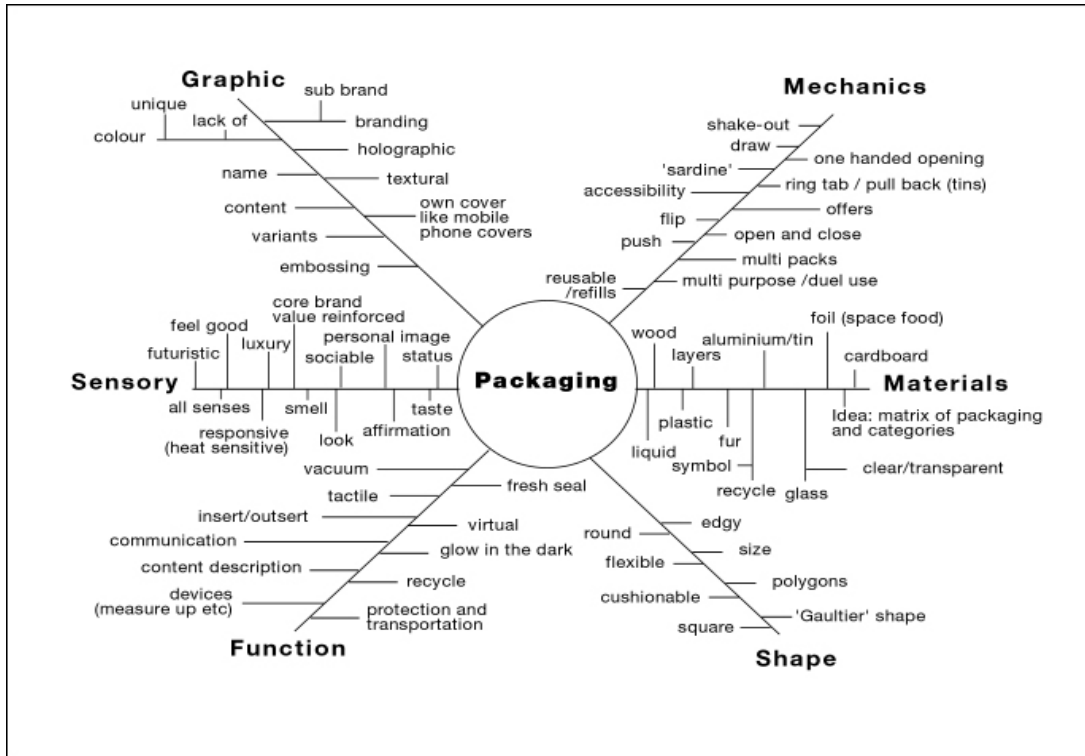 Graphic
sub brand
unique
lack of
branding
colour
holographic
name
textural
content
own cover
like mobile
phone covers
variants
embossing
Mechanics
shake-out
draw
one handed opening
'sardine'
ring tab / pull back (tins)
accessibility
offers
flip
open and close
push
multi packs
reusable
/refills
multi purpose /duel use
Packaging
Sensory
core brand
value reinforced
feel good
luxury
personal image
futuristic
sociable
status
all senses
smell
taste
responsive
(heat sensitive)
look
affirmation
Materials
foil (space food)
wood
aluminium/tin
layers
cardboard
Idea: matrix of packaging
and categories
plastic
fur
liquid
symbol
clear/transparent
recycle
glass
vacuum
fresh seal
tactile
insert/outsert
virtual
communication
glow in the dark
content description
recycle
devices
(measure up etc)
protection and
transportation
Function
edgy
round
size
flexible
polygons
cushionable
'Gaultier' shape
square
Shape